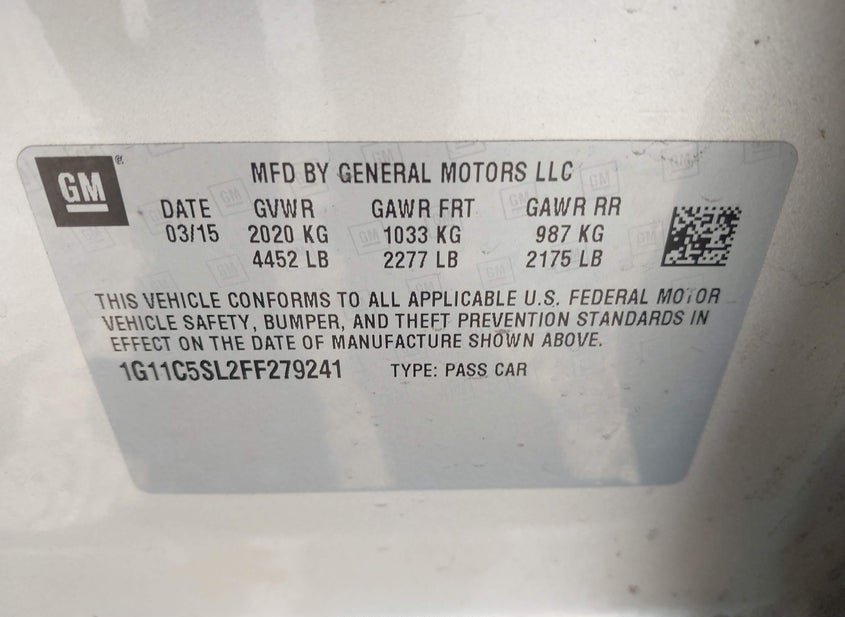 GM
MFD BY GENERAL MOTORS LLC
DATE GVWR GAWR FRT GAWR RR
03/15 2020 KG 1033 KG 987 KG
4452 LB 2277 LB 2175 LB
THIS VEHICLE CONFORMS TO ALL APPLICABLE U.S. FEDERAL MOTOR
VEHICLE SAFETY, BUMPER, AND THEFT PREVENTION STANDARDS IN
EFFECT ON THE DATE OF MANUFACTURE SHOWN ABOVE.
1G11C5SL2FF279241 TYPE: PASS CAR